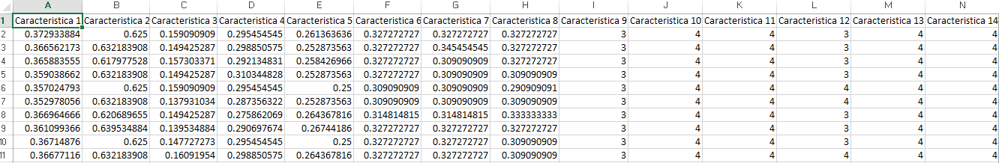 A B C D E F G H I J K L M N
1 Caracteristica 1 Caracteristica 2 Caracteristica 3 Caracteristica 4 Caracteristica 5 Caracteristica 6 Caracteristica 7 Caracteristica 8 Caracteristica 9 Caracteristica 10 Caracteristica 11 Caracteristica 12 Caracteristica 13 Caracteristica 14
2 0.372933884 0.625 0.159090909 0.295454545 0.261363636 0.327272727 0.327272727 0.327272727 3 4 4 3 4 4
3 0.366562173 0.632183908 0.149425287 0.298850575 0.252873563 0.327272727 0.345454545 0.327272727 3 4 4 3 4 4
4 0.365883555 0.617977528 0.157303371 0.292134831 0.258426966 0.327272727 0.309090909 0.327272727 3 4 4 3 4 4
5 0.359038662 0.632183908 0.149425287 0.310344828 0.252873563 0.327272727 0.309090909 0.309090909 3 4 4 3 4 4
6 0.357024793 0.625 0.159090909 0.295454545 0.25 0.309090909 0.309090909 0.290909091 3 4 4 4 4 4
7 0.352978056 0.632183908 0.137931034 0.287356322 0.252873563 0.309090909 0.309090909 0.309090909 3 4 4 4 4 4
8 0.366964666 0.620689655 0.149425287 0.275862069 0.264367816 0.314814815 0.314814815 0.333333333 3 4 4 3 4 4
9 0.361099366 0.639534884 0.139534884 0.290697674 0.26744186 0.327272727 0.327272727 0.327272727 3 4 4 3 4 4
10 0.36714876 0.625 0.147727273 0.295454545 0.25 0.327272727 0.327272727 0.309090909 3 4 4 3 4 4
11 0.36677116 0.632183908 0.16091954 0.298850575 0.264367816 0.327272727 0.327272727 0.309090909 3 4 4 3 4 4